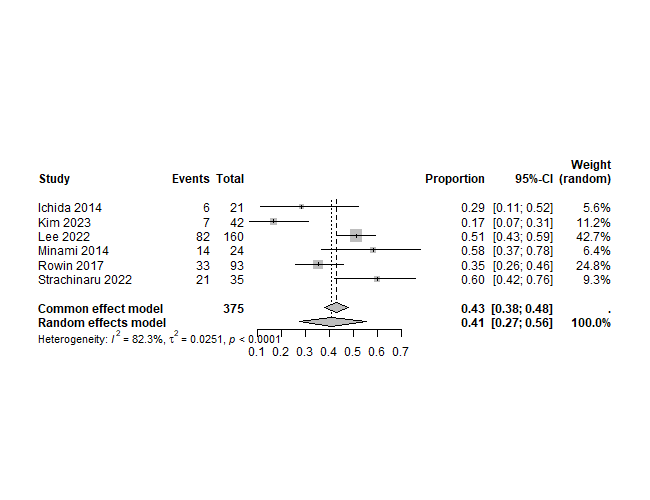 Weight
Study Events Total Proportion 95%-CI (random)
Ichida 2014 6 21 0.29 [0.11; 0.52] 5.6%
Kim 2023 7 42 0.17 [0.07; 0.31] 11.2%
Lee 2022 82 160 0.51 [0.43; 0.59] 42.7%
Minami 2014 14 24 0.58 [0.37; 0.78] 6.4%
Rowin 2017 33 93 0.35 [0.26; 0.46] 24.8%
Strachinaru 2022 21 35 0.60 [0.42; 0.76] 9.3%
Common effect model 375 0.43 [0.38; 0.48] .
Random effects model 0.41 [0.27; 0.56] 100.0%
Heterogeneity: I² = 82.3%, τ² = 0.0251, p < 0.0001
0.1 0.2 0.3 0.4 0.5 0.6 0.7